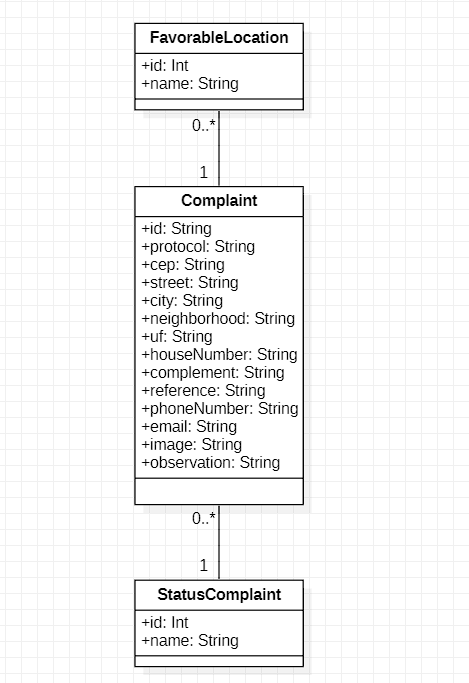 FavorableLocation
+id: Int
+name: String
0..*
1
Complaint
+id: String
+protocol: String
+cep: String
+street: String
+city: String
+neighborhood: String
+uf: String
+houseNumber: String
+complement: String
+reference: String
+phoneNumber: String
+email: String
+image: String
+observation: String
0..*
1
StatusComplaint
+id: Int
+name: String